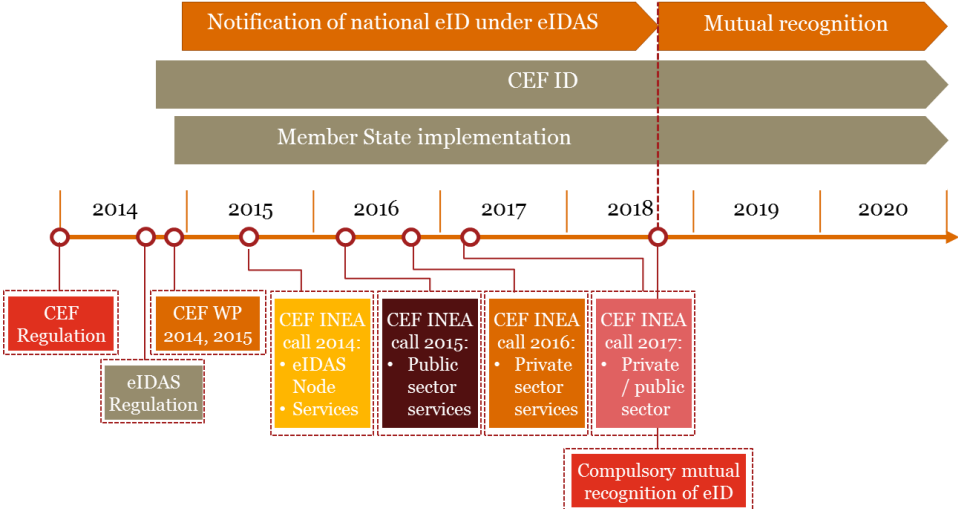 Notification of national eID under eIDAS
Mutual recognition
CEF ID
Member State implementation
2014
2015
2016
2017
2018
2019
2020
CEF
Regulation
eIDAS
Regulation
CEF WP
2014, 2015
CEF INEA
call 2014:
• eIDAS
Node
• Services
CEF INEA
call 2015:
• Public
sector
services
CEF INEA
call 2016:
• Private
sector
services
CEF INEA
call 2017:
• Private
/ public
sector
Compulsory mutual
recognition of eID